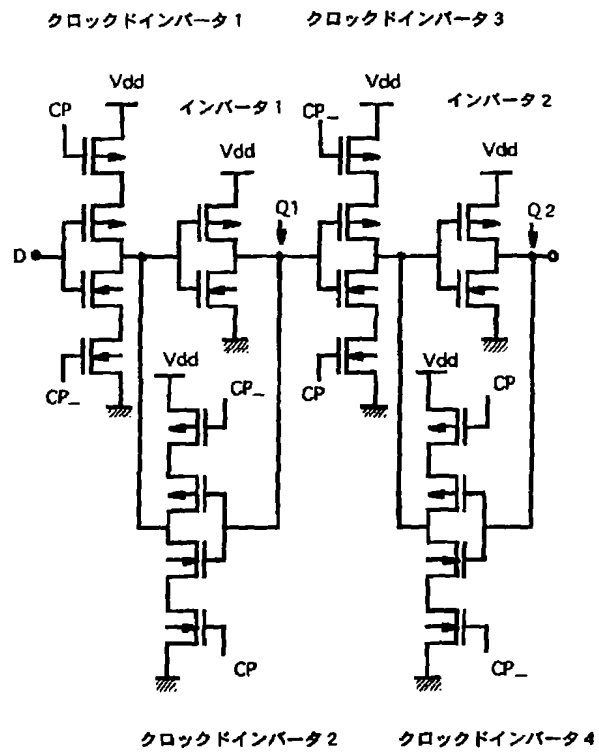 クロックドインバータ1 クロックドインバータ3
Vdd Vdd
CP インバータ1 CP_ インバータ2
Vdd Vdd
Q1 Q2
D
Vdd Vdd
CP_ CP_ CP CP
CP CP_
クロックドインバータ2 クロックドインバータ4